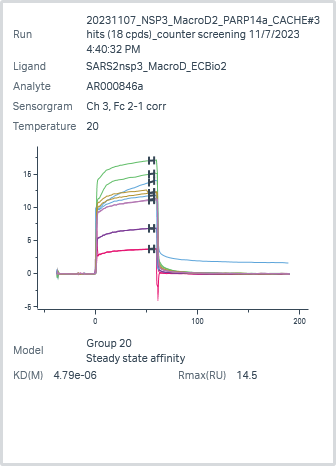 Run
20231107_NSP3_MacroD2_PARP14a_CACHE#3
hits (18 cpds)_counter screening 11/7/2023
4:40:32 PM
Ligand SARS2nsp3_MacroD_ECBio2
Analyte AR000846a
Sensorgram Ch 3, Fc 2-1 corr
Temperature 20
15
10
5
0
-5
0 100 200
Model
Group 20
Steady state affinity
KD(M) 4.79e-06 Rmax(RU) 14.5